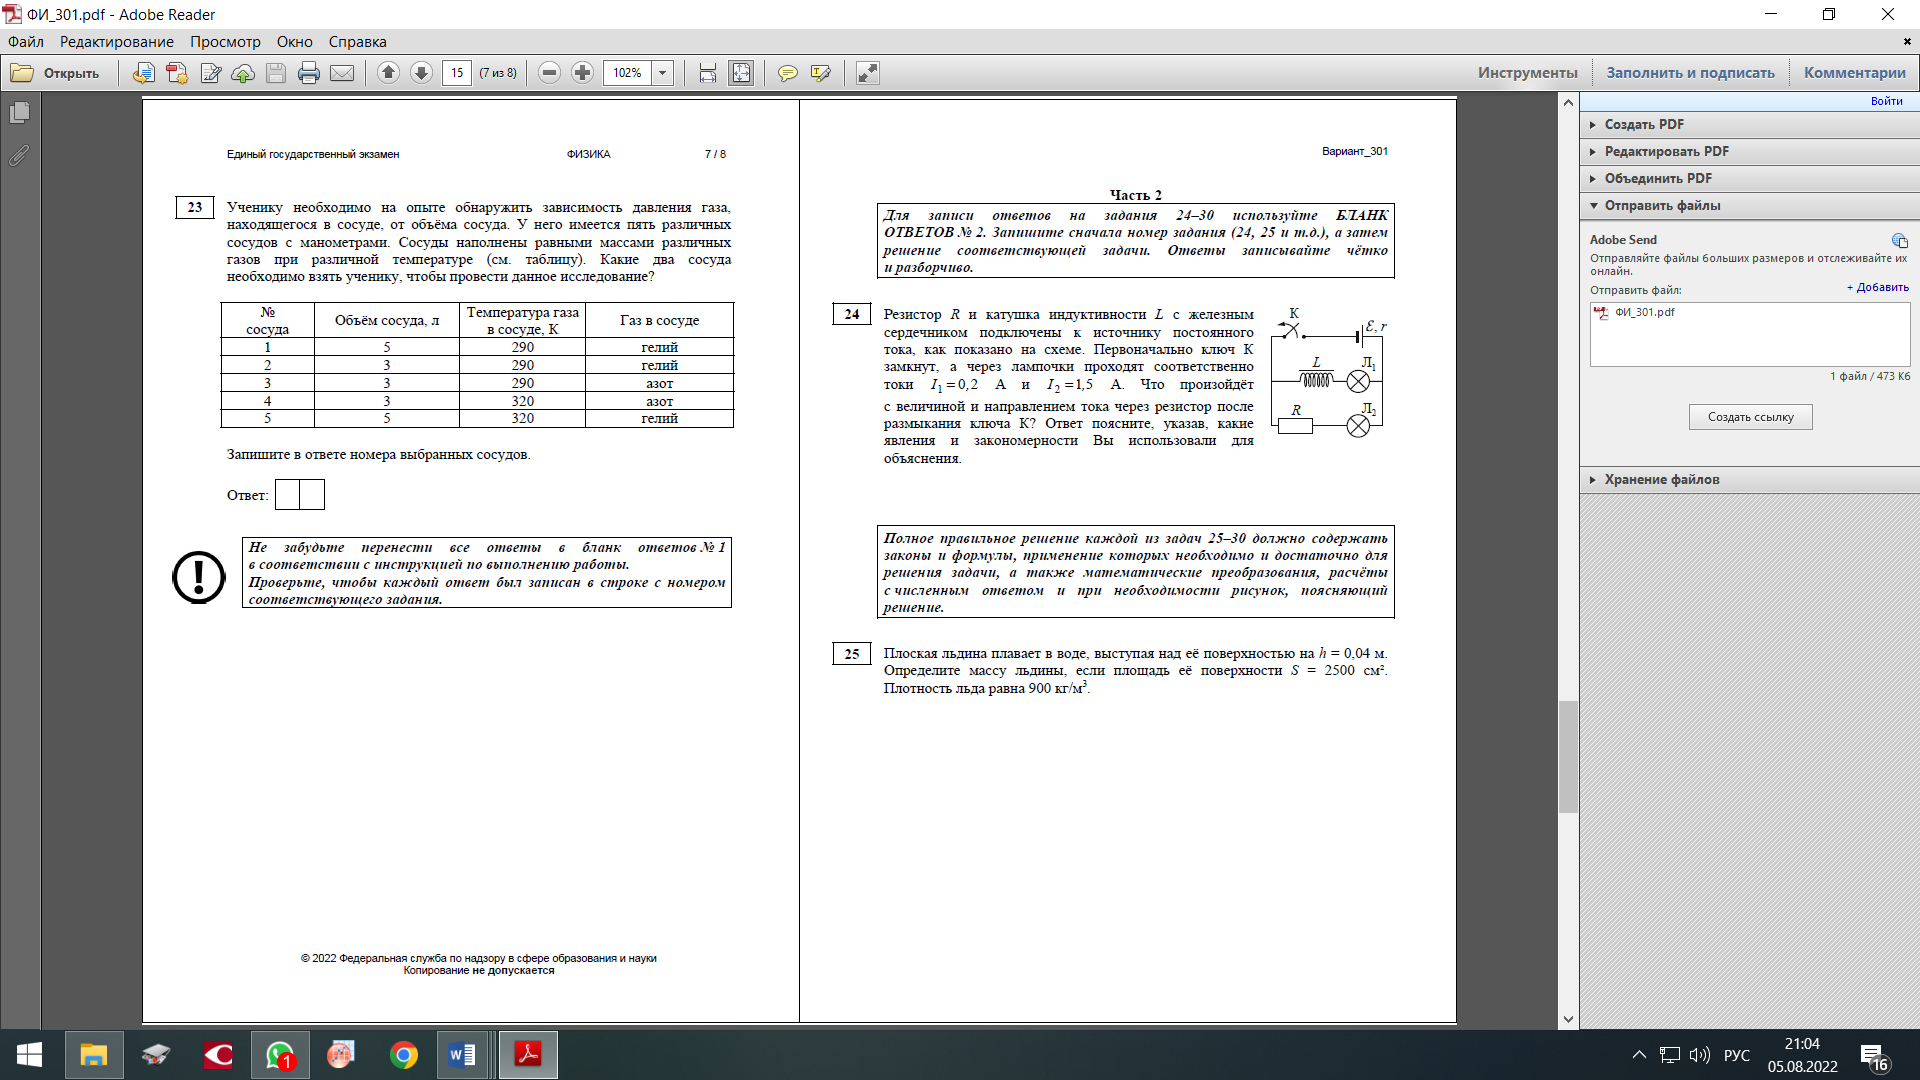 ФИ_301.pdf - Adobe Reader
Файл Редактирование Просмотр Окно Справка
Открыть
15 (7 из 8)
102%
Инструменты Заполнить и подписать Комментарии
Единый государственный экзамен ФИЗИКА 7 / 8
23 Ученику необходимо на опыте обнаружить зависимость давления газа,
находящегося в сосуде, от объёма сосуда. У него имеется пять различных
сосудов с манометрами. Сосуды наполнены равными массами различных
газов при различной температуре (см. таблицу). Какие два сосуда
необходимо взять ученику, чтобы провести данное исследование?
№ сосуда Объём сосуда, л Температура газа в сосуде, К Газ в сосуде
1 5 290 гелий
2 3 290 гелий
3 3 290 азот
4 3 320 азот
5 5 320 гелий
Запишите в ответе номера выбранных сосудов.
Ответ:
Не забудьте перенести все ответы в бланк ответов № 1
в соответствии с инструкцией по выполнению работы.
Проверьте, чтобы каждый ответ был записан в строке с номером
соответствующего задания.
© 2022 Федеральная служба по надзору в сфере образования и науки
Копирование не допускается
Вариант_301
Часть 2
Для записи ответов на задания 24–30 используйте БЛАНК
ОТВЕТОВ № 2. Запишите сначала номер задания (24, 25 и т.д.), а затем
решение соответствующей задачи. Ответы записывайте чётко
и разборчиво.
24 Резистор R и катушка индуктивности L с железным
сердечником подключены к источнику постоянного
тока, как показано на схеме. Первоначально ключ К
замкнут, а через лампочки проходят соответственно
токи I₁ = 0,2 А и I₂ = 1,5 А. Что произойдёт
с величиной и направлением тока через резистор после
размыкания ключа К? Ответ поясните, указав, какие
явления и закономерности Вы использовали для
объяснения.
К
ℰ, r
L Л₁
R Л₂
Полное правильное решение каждой из задач 25–30 должно содержать
законы и формулы, применение которых необходимо и достаточно для
решения задачи, а также математические преобразования, расчёты
с численным ответом и при необходимости рисунок, поясняющий
решение.
25 Плоская льдина плавает в воде, выступая над её поверхностью на h = 0,04 м.
Определите массу льдины, если площадь её поверхности S = 2500 см².
Плотность льда равна 900 кг/м³.
Войти
Создать PDF
Редактировать PDF
Объединить PDF
Отправить файлы
Adobe Send
Отправляйте файлы больших размеров и отслеживайте их
онлайн.
Отправить файл: + Добавить
ФИ_301.pdf
1 файл / 473 Кб
Создать ссылку
Хранение файлов
1
РУС
21:04
05.08.2022
16